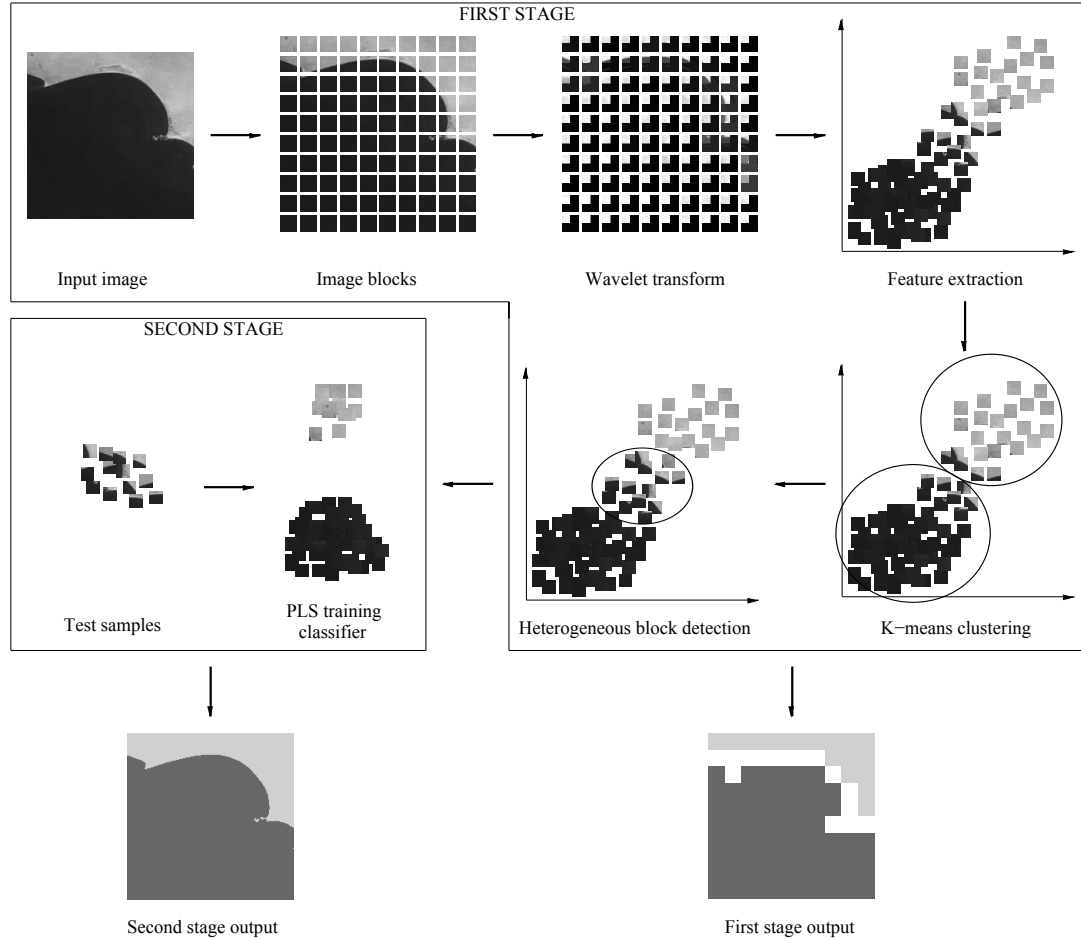 FIRST STAGE
Input image
Image blocks
Wavelet transform
Feature extraction
SECOND STAGE
Test samples
PLS training
classifier
Heterogeneous block detection
K−means clustering
Second stage output
First stage output